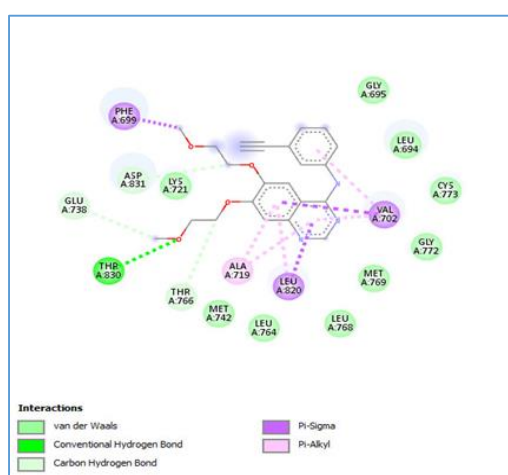 GLY
A:695
PHE
A:699
LEU
A:694
ASP
A:831
LYS
A:721
CYS
A:773
GLU
A:738
VAL
A:702
GLY
A:772
THR
A:830
ALA
A:719
MET
A:769
LEU
A:820
THR
A:766
MET
A:742
LEU
A:764
LEU
A:768
Interactions
van der Waals
Conventional Hydrogen Bond
Carbon Hydrogen Bond
Pi-Sigma
Pi-Alkyl